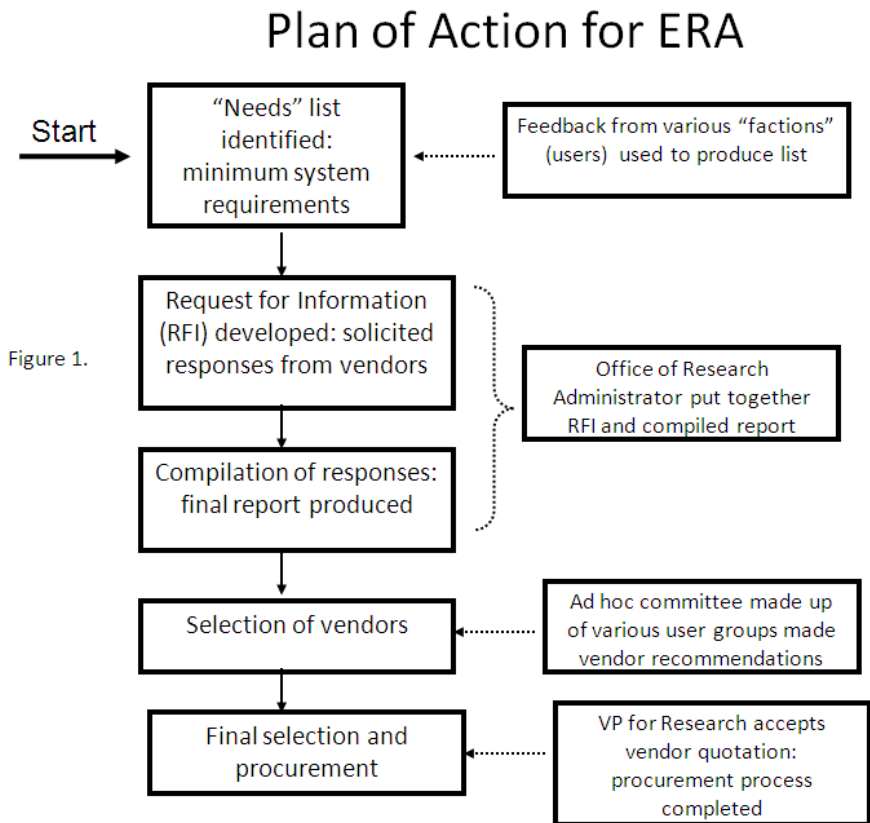 Plan of Action for ERA
Start
“Needs” list
identified:
minimum system
requirements
Feedback from various “factions”
(users) used to produce list
Request for Information
(RFI) developed: solicited
responses from vendors
Figure 1.
Office of Research
Administrator put together
RFI and compiled report
Compilation of responses:
final report produced
Selection of vendors
Ad hoc committee made up
of various user groups made
vendor recommendations
Final selection and
procurement
VP for Research accepts
vendor quotation:
procurement process
completed